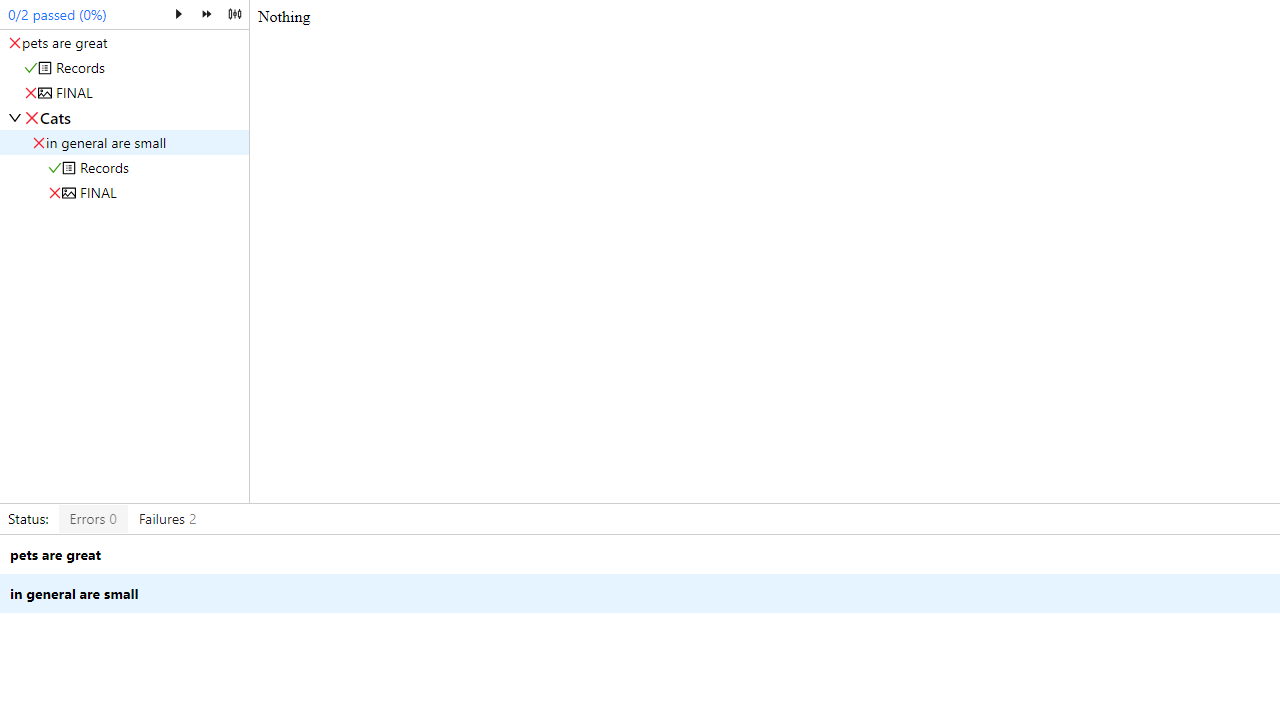 0/2 passed (0%)
pets are great
Records
FINAL
Cats
in general are small
Records
FINAL
Nothing
Status: Errors 0 Failures 2
pets are great
in general are small